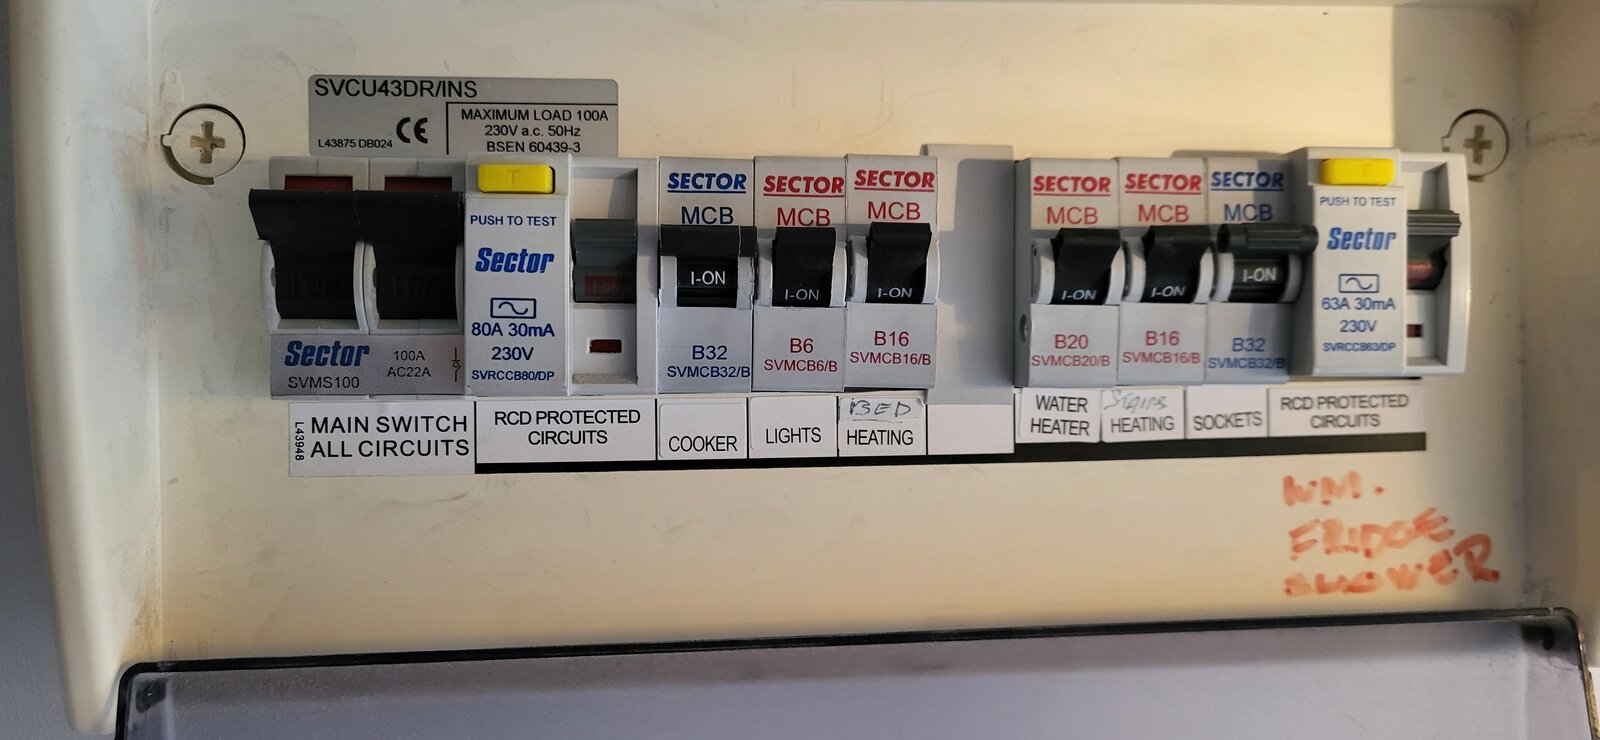 SVCU43DR/INS
L43875 DB024
CE
MAXIMUM LOAD 100A
230V a.c. 50Hz
BSEN 60439-3
Sector
SVMS100
100A
AC22A
T
PUSH TO TEST
Sector
80A 30mA
230V
SVRCCB80/DP
I-ON
SECTOR
MCB
I-ON
B32
SVMCB32/B
SECTOR
MCB
I-ON
B6
SVMCB6/B
SECTOR
MCB
I-ON
B16
SVMCB16/B
SECTOR
MCB
I-ON
B20
SVMCB20/B
SECTOR
MCB
I-ON
B16
SVMCB16/B
SECTOR
MCB
I-ON
B32
SVMCB32/B
T
PUSH TO TEST
Sector
63A 30mA
230V
SVRCCB63/DP
L43948
MAIN SWITCH
ALL CIRCUITS
RCD PROTECTED
CIRCUITS
COOKER
LIGHTS
BED
HEATING
WATER
HEATER
STAIRS
HEATING
SOCKETS
RCD PROTECTED
CIRCUITS
WM.
FRIDGE
SHOWER